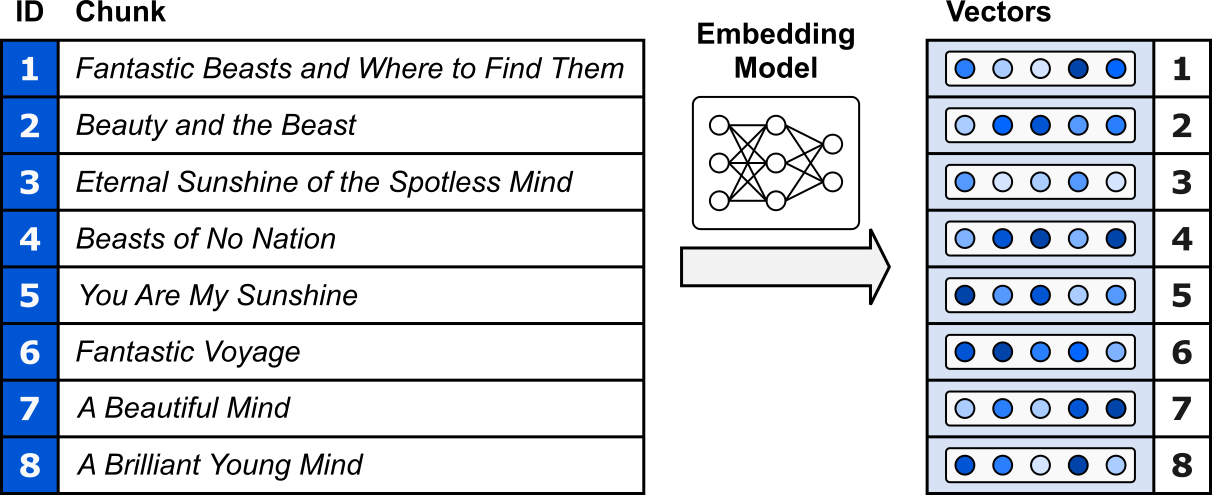 ID Chunk Vectors
Embedding
Model
1 Fantastic Beasts and Where to Find Them 1
2 Beauty and the Beast 2
3 Eternal Sunshine of the Spotless Mind 3
4 Beasts of No Nation 4
5 You Are My Sunshine 5
6 Fantastic Voyage 6
7 A Beautiful Mind 7
8 A Brilliant Young Mind 8